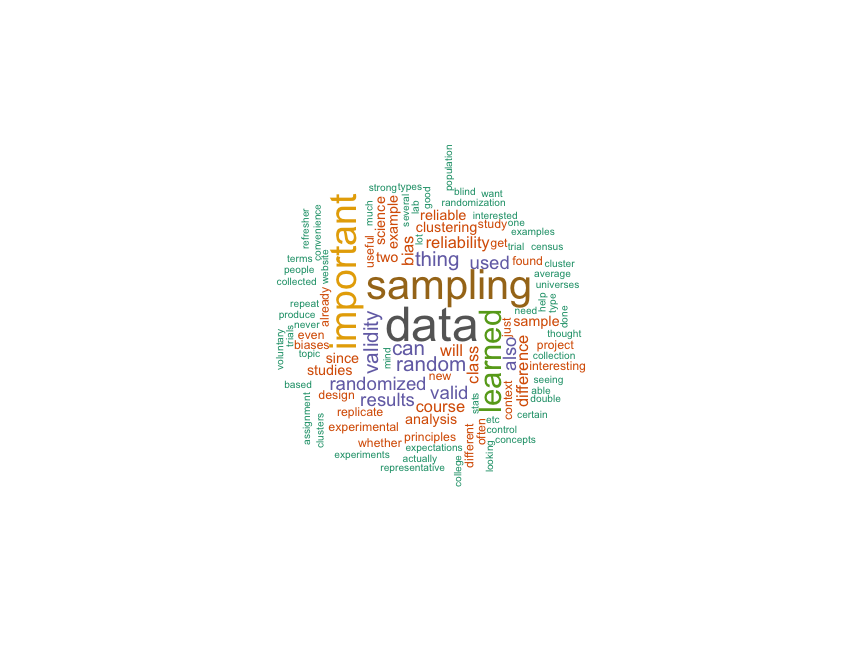 population
strong
types
good
blind
want
much
science
example
several
lab
randomization
important
refresher
convenience
reliable
interested
clustering
study
one
examples
useful
bias
lot
reliability
get
trial
census
two
thing
used
found
cluster
terms
people
website
collected
sampling
average
universes
already
repeat
produce
never
even
trials
biases
voluntary
topic
validity
data
learned
just
need
help
type
done
sample
thought
since
mind
can
will
class
also
difference
project
collection
random
interesting
studies
new
seeing
based
randomized
valid
able
double
design
results
course
stats
context
certain
assignment
clusters
replicate
analysis
etc
often
control
experimental
principles
different
concepts
whether
expectations
looking
experiments
actually
representative
college